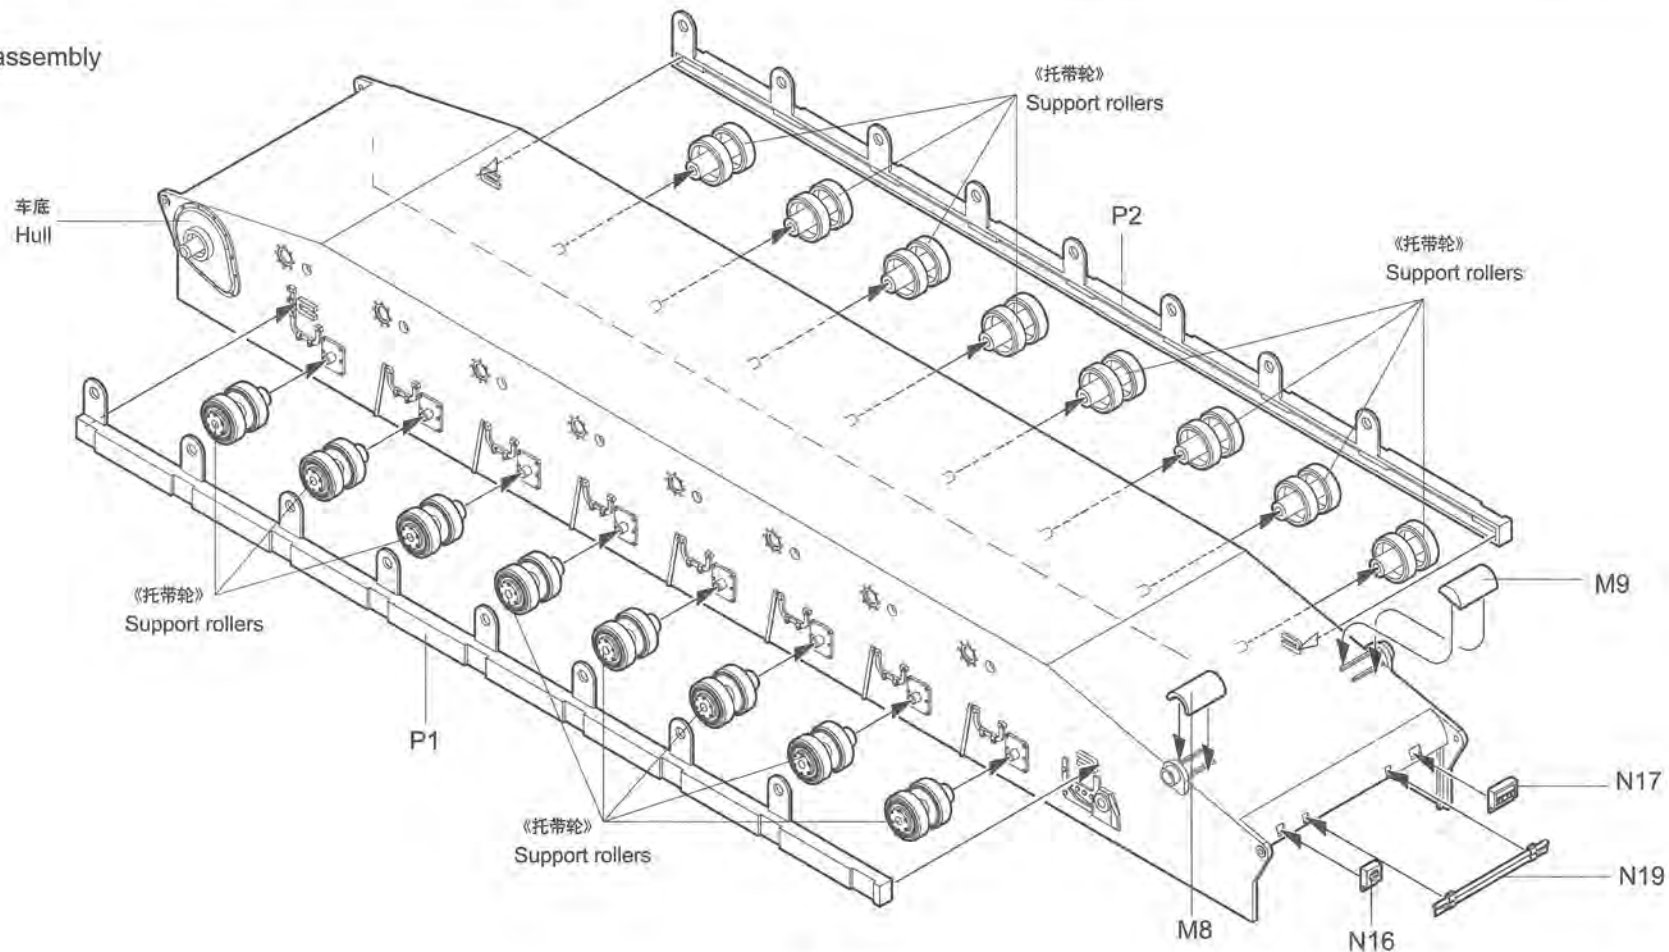 assembly
《托带轮》
Support rollers
车底
Hull
P2
《托带轮》
Support rollers
M9
《托带轮》
Support rollers
P1
N17
《托带轮》
Support rollers
N19
M8
N16